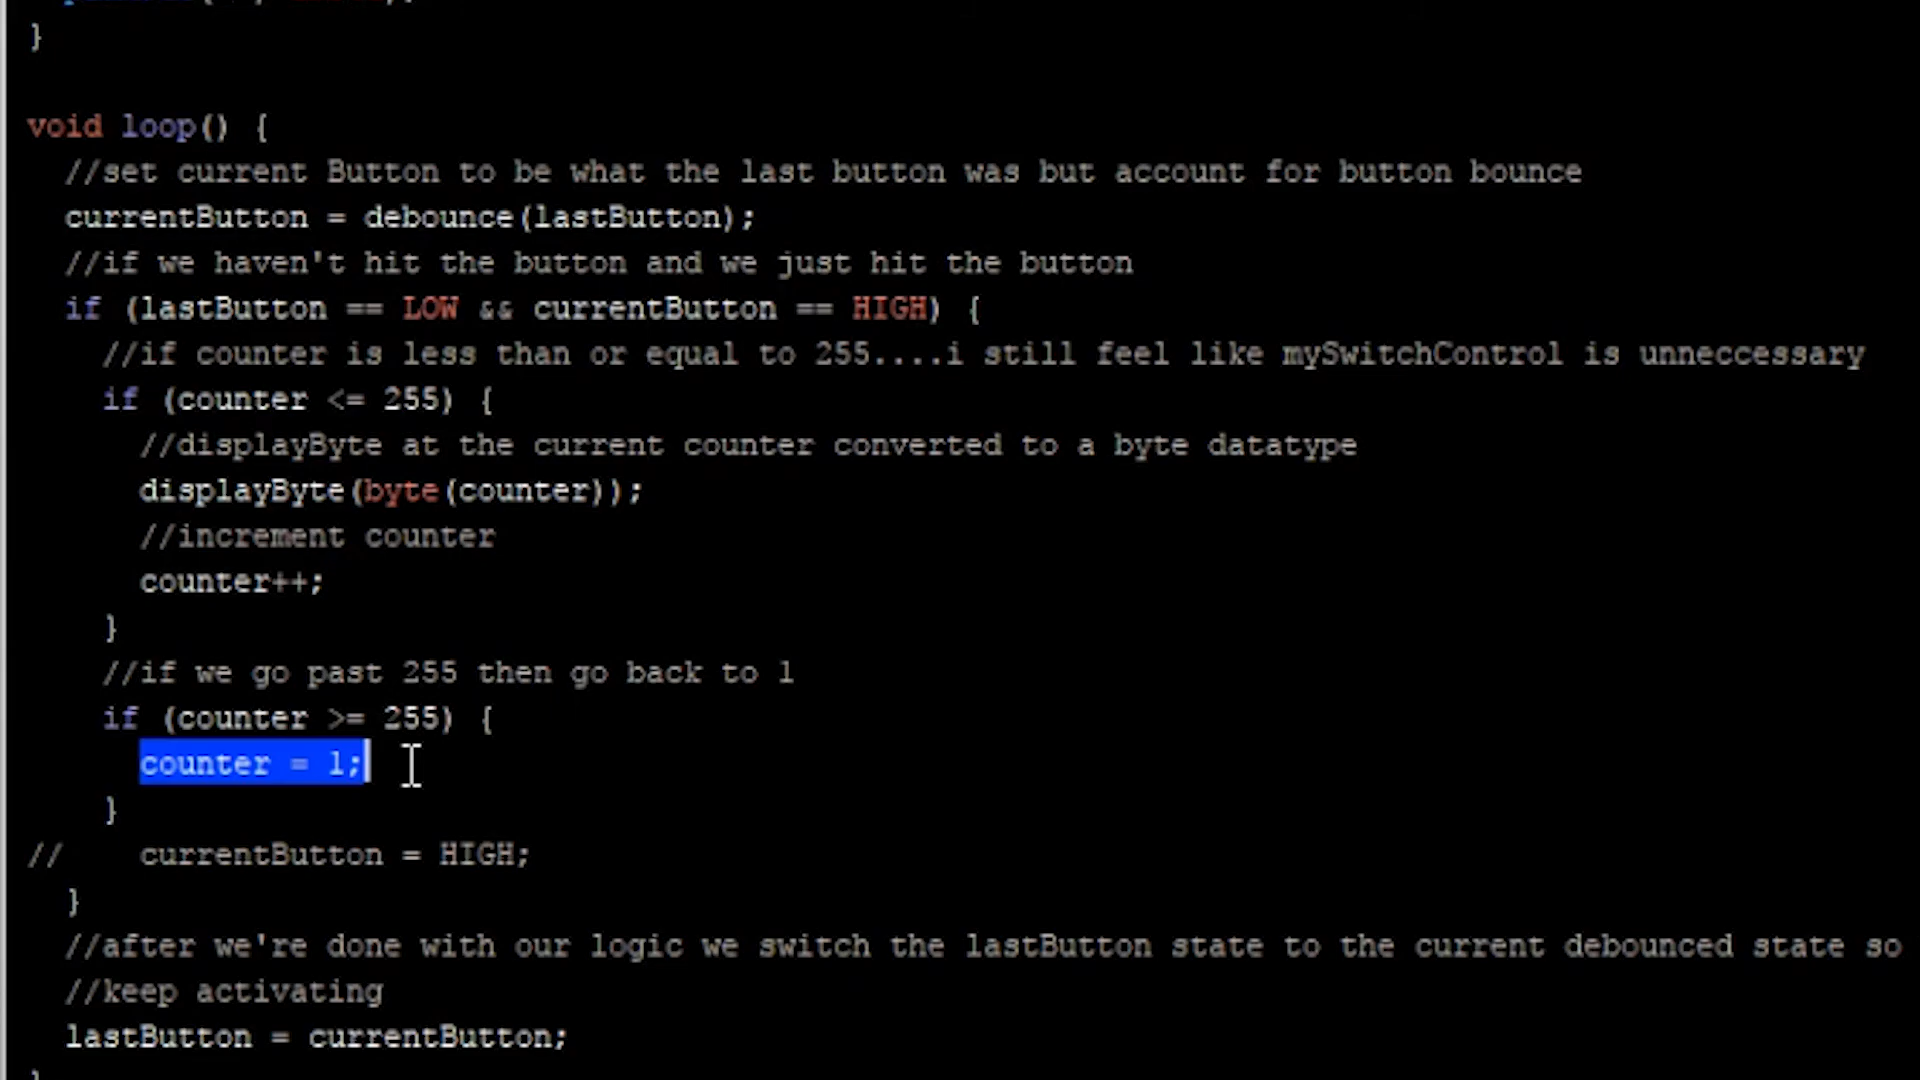 }
void loop() {
//set current Button to be what the last button was but account for button bounce
currentButton = debounce(lastButton);
//if we haven't hit the button and we just hit the button
if (lastButton == LOW && currentButton == HIGH) {
//if counter is less than or equal to 255....i still feel like mySwitchControl is unneccessary
if (counter <= 255) {
//displayByte at the current counter converted to a byte datatype
displayByte(byte(counter));
//increment counter
counter++;
}
//if we go past 255 then go back to 1
if (counter >= 255) {
counter = 1;
}
// currentButton = HIGH;
}
//after we're done with our logic we switch the lastButton state to the current debounced state so
//keep activating
lastButton = currentButton;